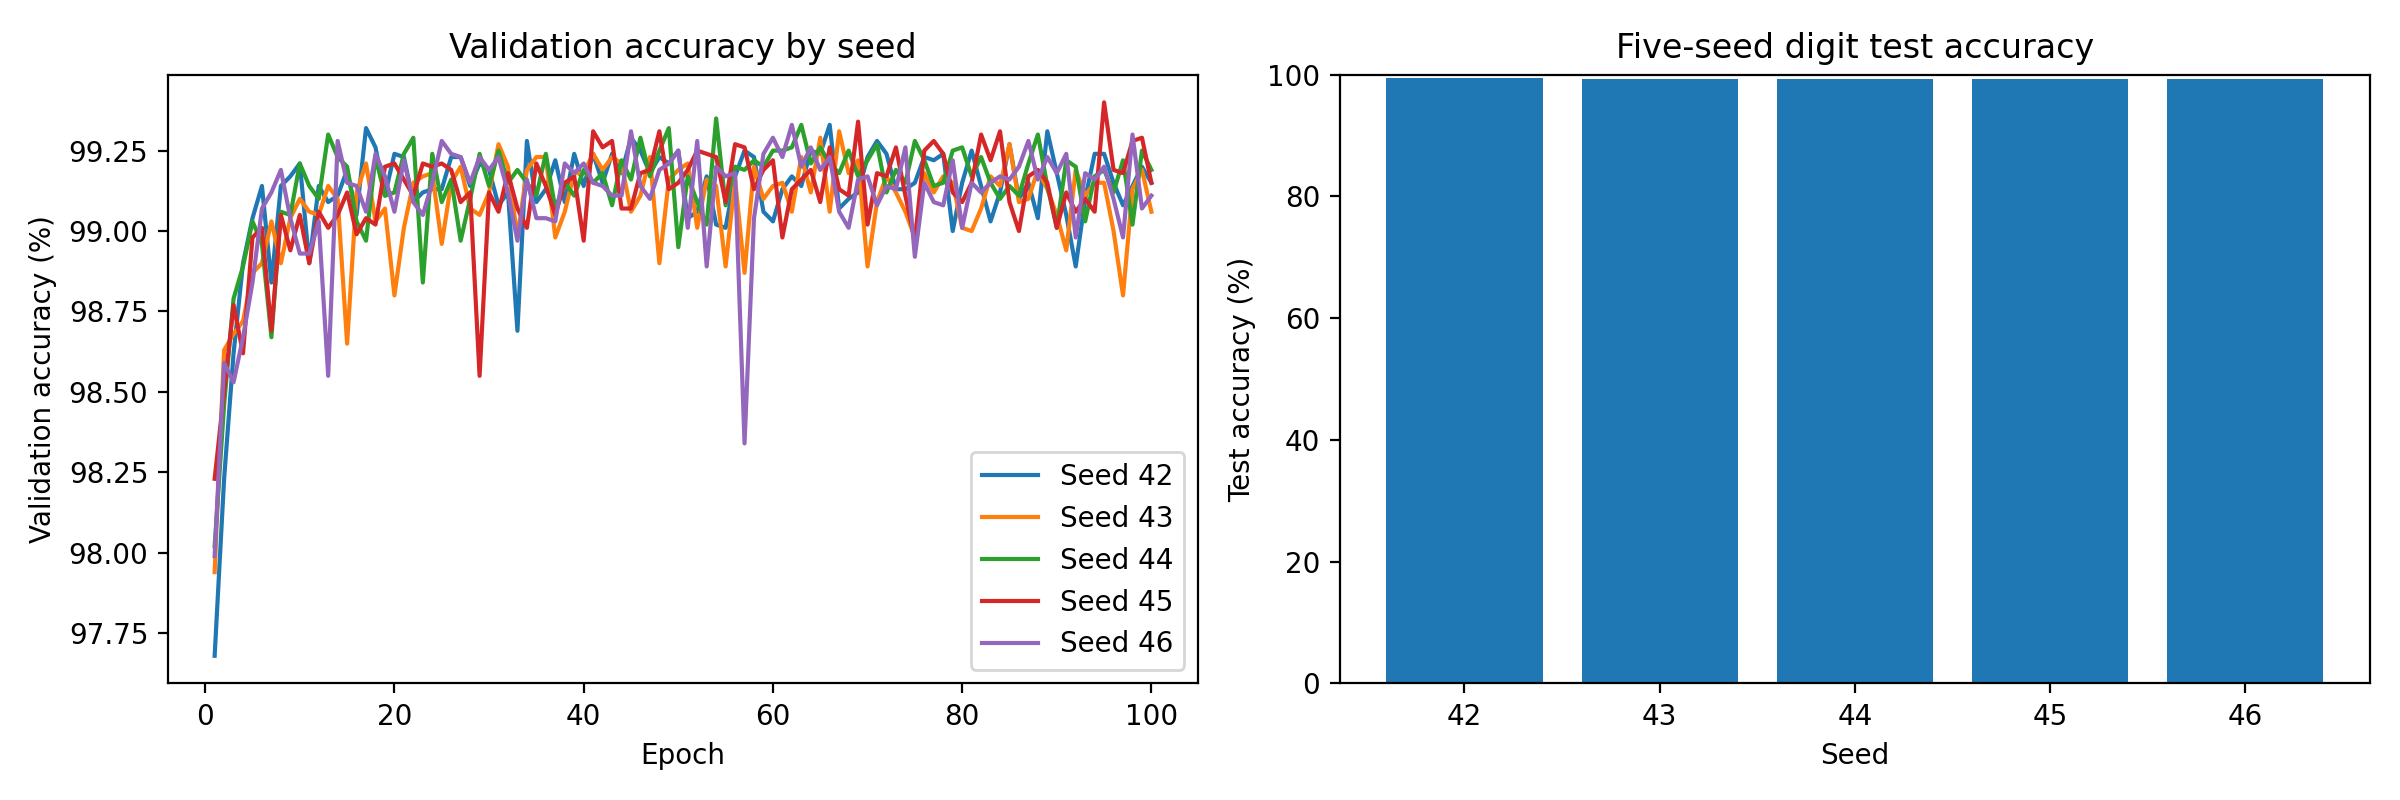 Validation accuracy by seed
Validation accuracy (%)
99.25
99.00
98.75
98.50
98.25
98.00
97.75
0 20 40 60 80 100
Epoch
Seed 42
Seed 43
Seed 44
Seed 45
Seed 46
Five-seed digit test accuracy
Test accuracy (%)
100
80
60
40
20
0
42 43 44 45 46
Seed